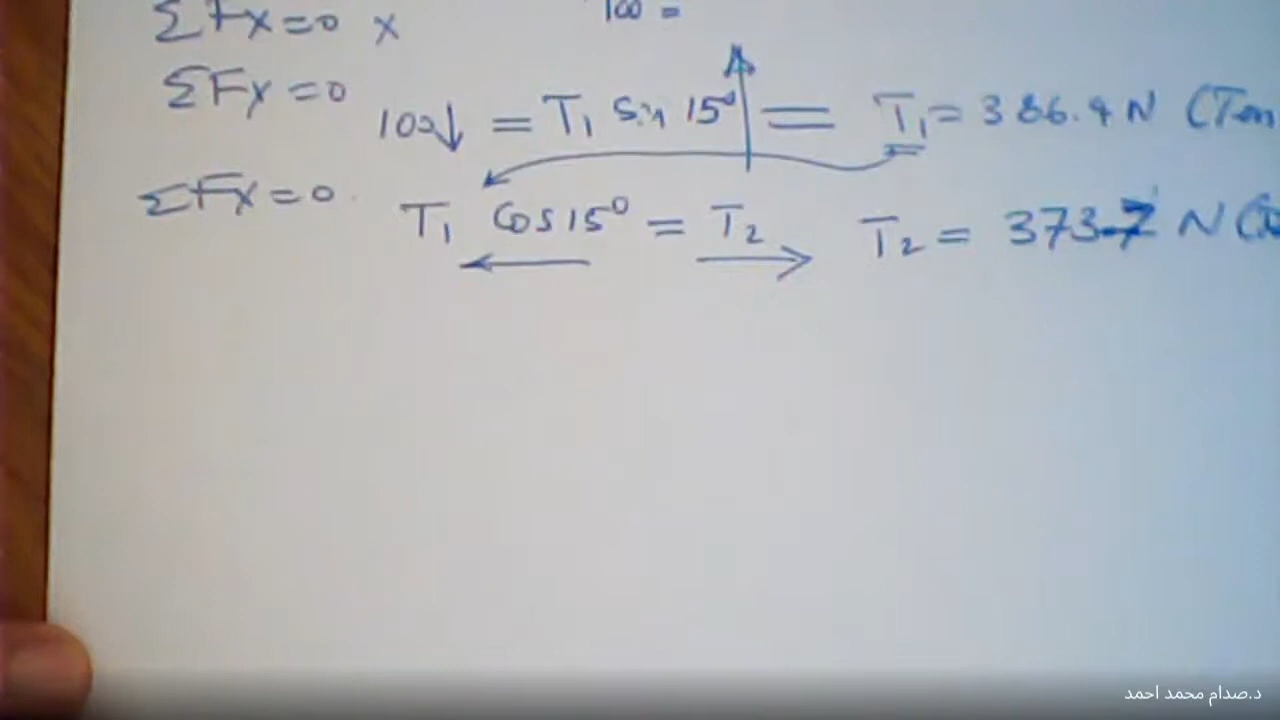 ΣFx=0 x
100 =
ΣFy=0 100↓ = T₁ Sin 15° ↑ = T₁ = 386.4 N (Ten
ΣFx=0. T₁ Cos 15° = T₂ T₂ = 373.7 N
د.صدام محمد احمد